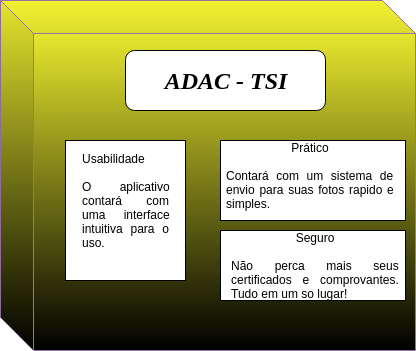 ADAC - TSI
Usabilidade
O aplicativo
contará com
uma interface
intuitiva para o
uso.
Prático
Contará com um sistema de
envio para suas fotos rapido e
simples.
Seguro
Não perca mais seus
certificados e comprovantes.
Tudo em um so lugar!